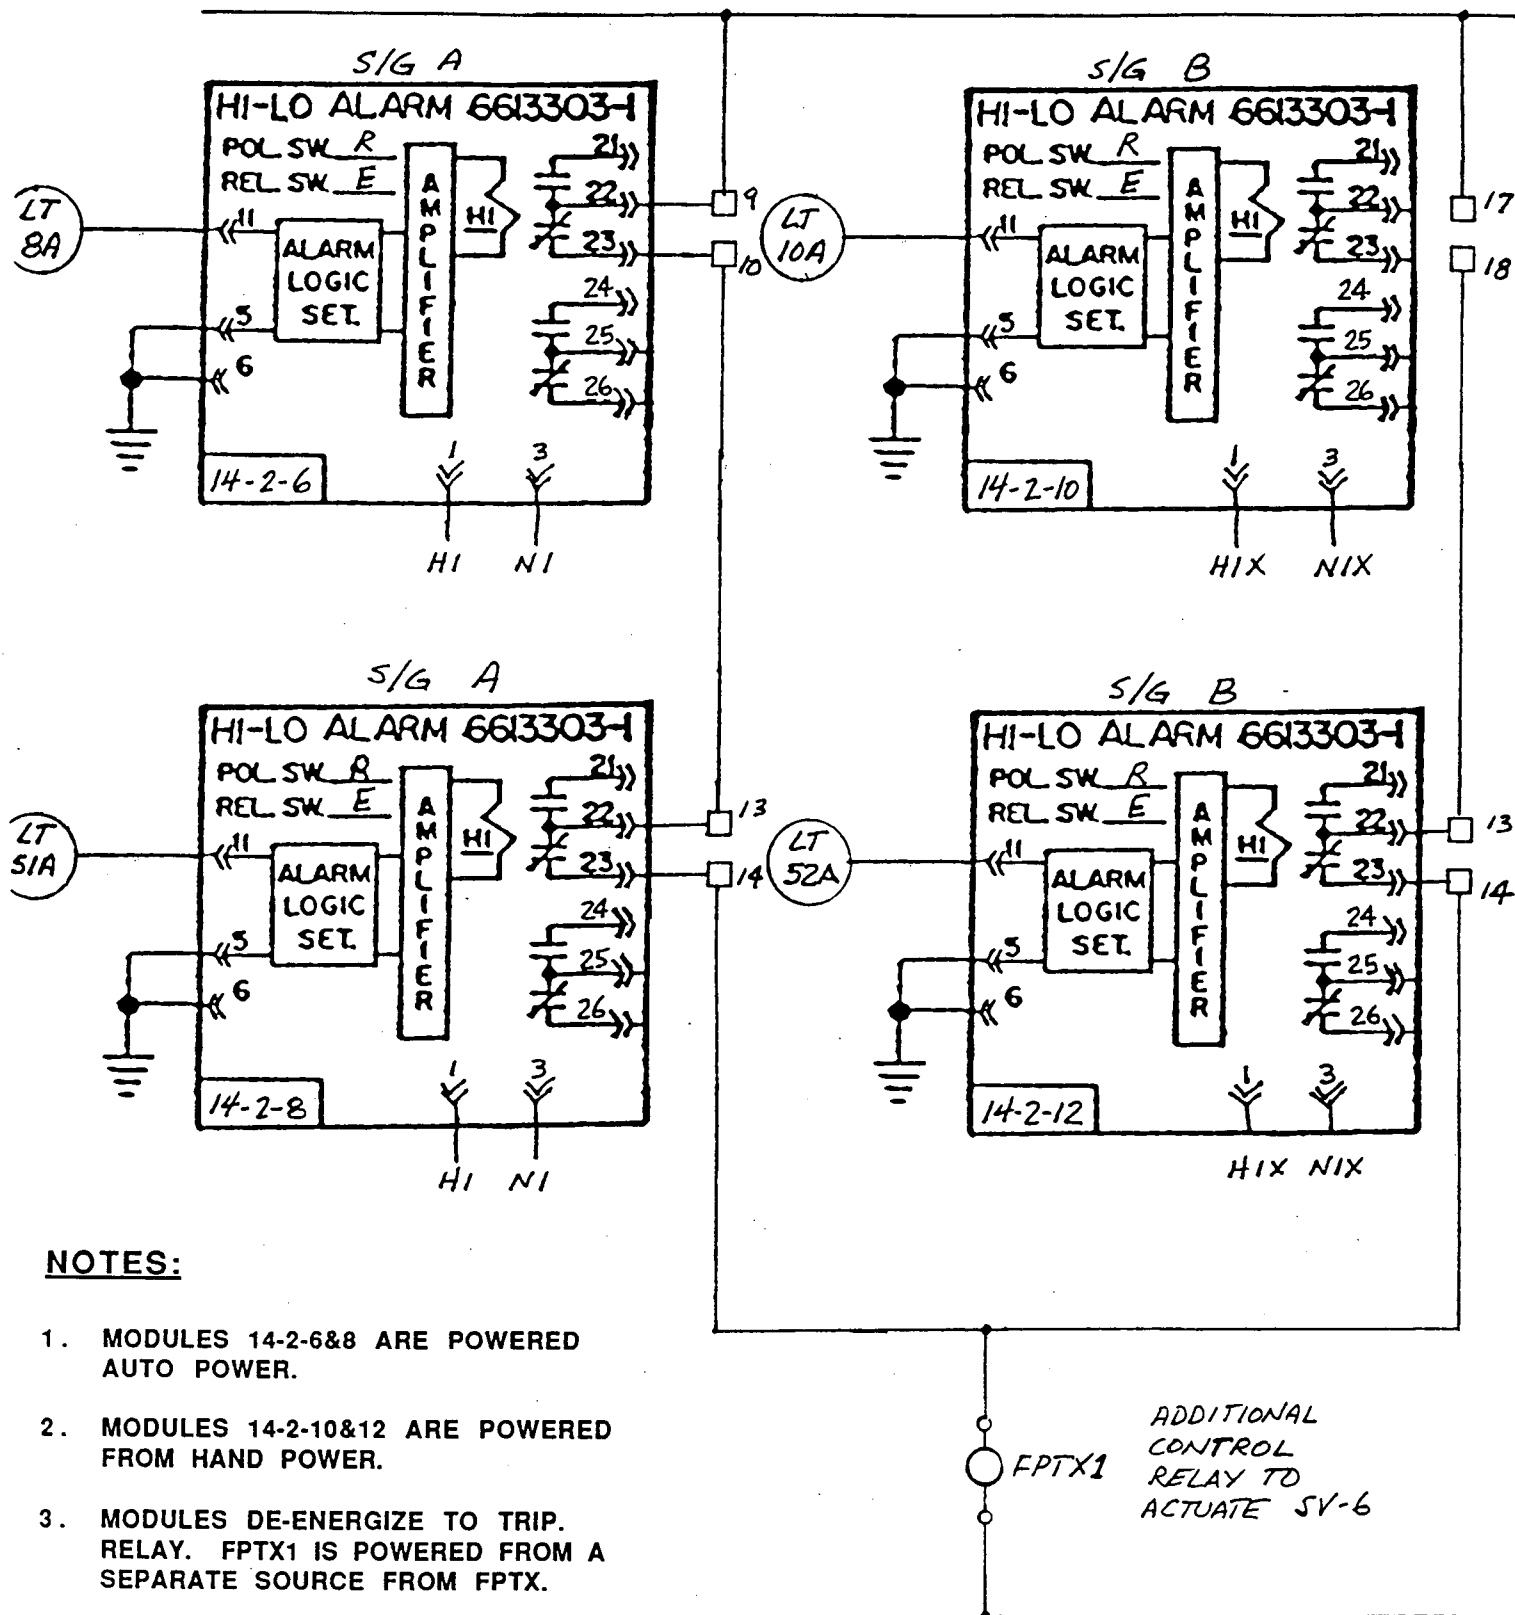 S/G A
HI-LO ALARM 6613303-1
POL SW. R
REL SW. E
AMPLIFIER
HI
ALARM
LOGIC
SET.
11
5
6
21
22
23
24
25
26
1
3
14-2-6
H1
N1
LT
8A
9
10
S/G B
HI-LO ALARM 6613303-1
POL SW. R
REL SW. E
AMPLIFIER
HI
ALARM
LOGIC
SET.
11
5
6
21
22
23
24
25
26
1
3
14-2-10
H1X
N1X
LT
10A
17
18
S/G A
HI-LO ALARM 6613303-1
POL SW. R
REL SW. E
AMPLIFIER
HI
ALARM
LOGIC
SET.
11
5
6
21
22
23
24
25
26
1
3
14-2-8
H1
N1
LT
51A
13
14
S/G B
HI-LO ALARM 6613303-1
POL SW. R
REL SW. E
AMPLIFIER
HI
ALARM
LOGIC
SET.
11
5
6
21
22
23
24
25
26
1
3
14-2-12
H1X
N1X
LT
52A
13
14
NOTES:
1. MODULES 14-2-6&8 ARE POWERED
AUTO POWER.
2. MODULES 14-2-10&12 ARE POWERED
FROM HAND POWER.
3. MODULES DE-ENERGIZE TO TRIP.
RELAY. FPTX1 IS POWERED FROM A
SEPARATE SOURCE FROM FPTX.
FPTX1
ADDITIONAL
CONTROL
RELAY TO
ACTUATE SV-6